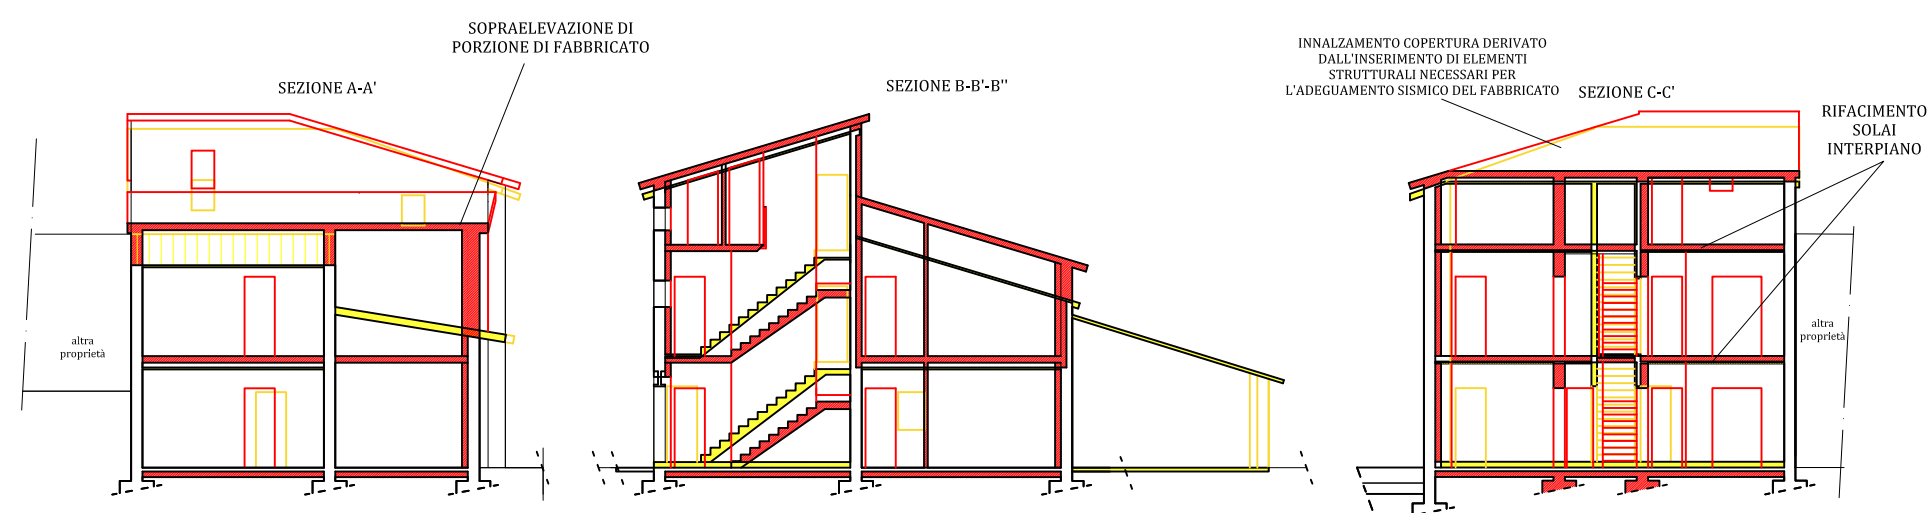 SOPRAELEVAZIONE DI
PORZIONE DI FABBRICATO
SEZIONE A-A'
altra
proprietà
SEZIONE B-B'-B''
INNALZAMENTO COPERTURA DERIVATO
DALL'INSERIMENTO DI ELEMENTI
STRUTTURALI NECESSARI PER
L'ADEGUAMENTO SISMICO DEL FABBRICATO
SEZIONE C-C'
RIFACIMENTO
SOLAI
INTERPIANO
altra
proprietà